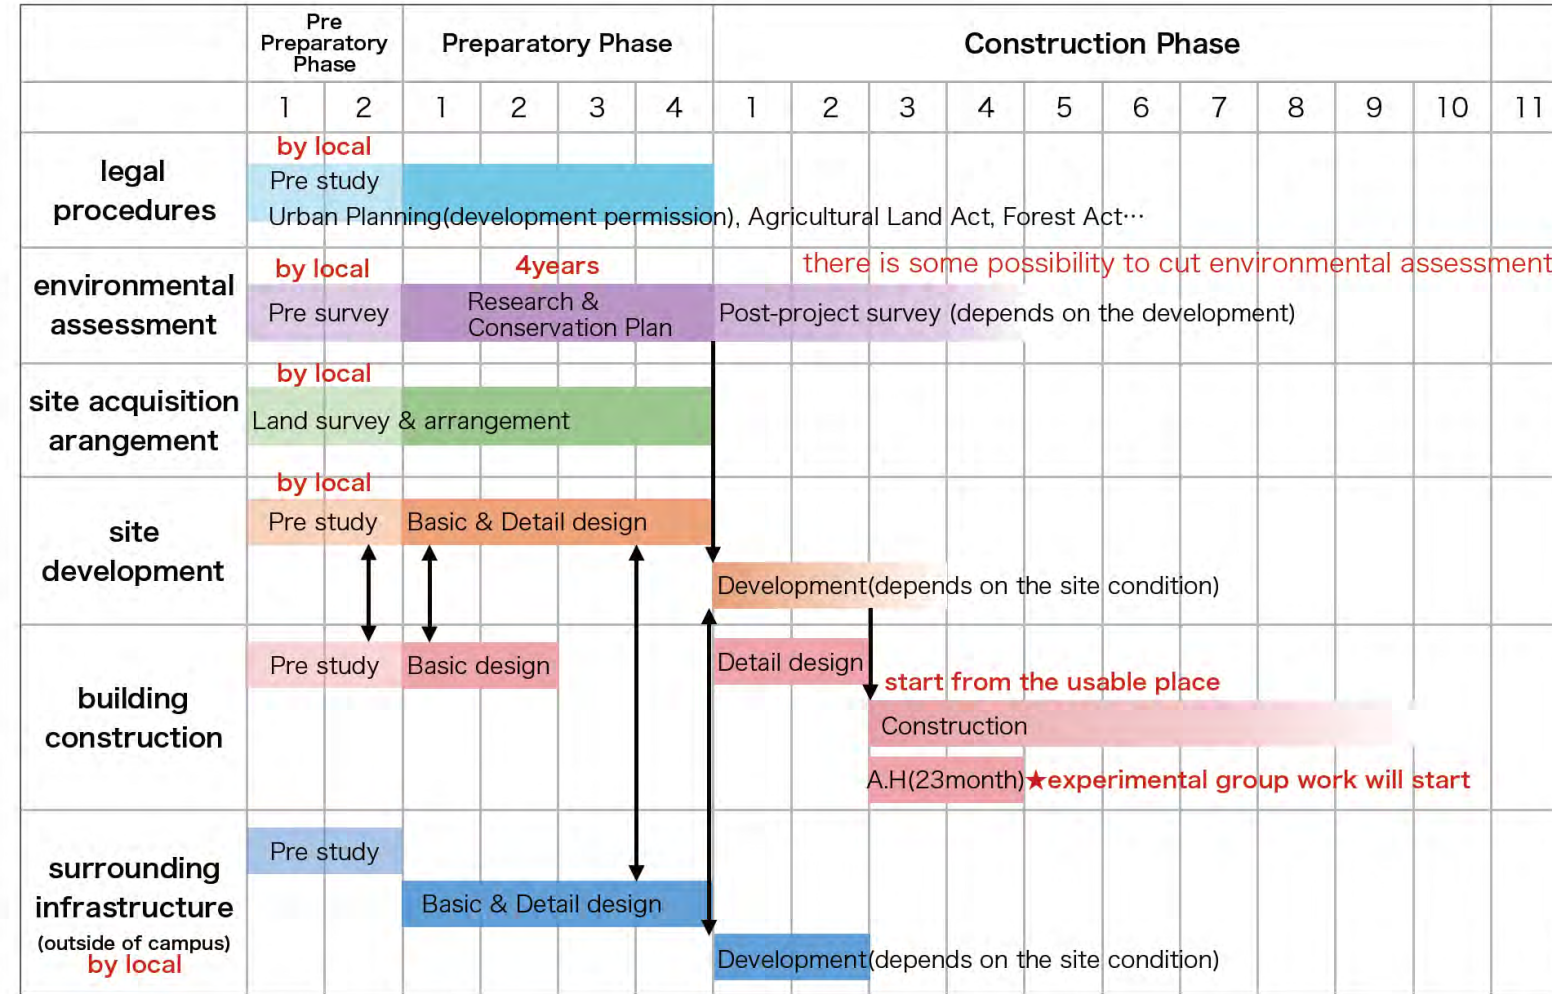 Pre
Preparatory
Phase
Preparatory Phase
Construction Phase
1 2 1 2 3 4 1 2 3 4 5 6 7 8 9 10 11
legal
procedures
by local
Pre study
Urban Planning(development permission), Agricultural Land Act, Forest Act…
environmental
assessment
by local
4years
there is some possibility to cut environmental assessment
Pre survey
Research &
Conservation Plan
Post-project survey (depends on the development)
site acquisition
arangement
by local
Land survey & arrangement
site
development
by local
Pre study
Basic & Detail design
Development(depends on the site condition)
building
construction
Pre study
Basic design
Detail design
start from the usable place
Construction
A.H(23month)★experimental group work will start
surrounding
infrastructure
(outside of campus)
by local
Pre study
Basic & Detail design
Development(depends on the site condition)